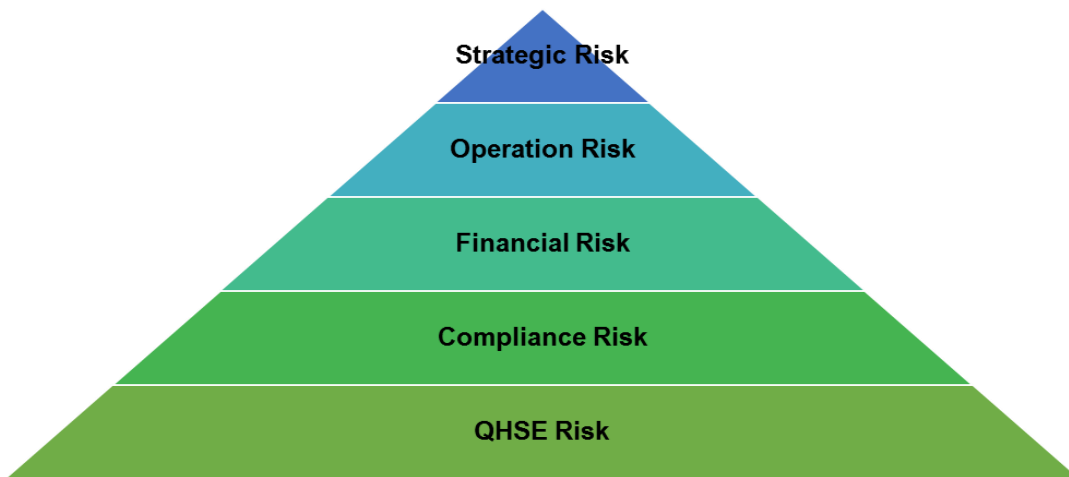 Strategic Risk
Operation Risk
Financial Risk
Compliance Risk
QHSE Risk